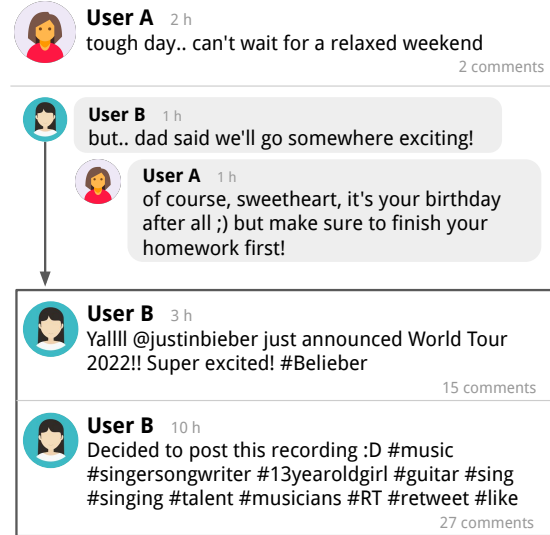 User A 2 h
tough day.. can't wait for a relaxed weekend
2 comments
User B 1 h
but.. dad said we'll go somewhere exciting!
User A 1 h
of course, sweetheart, it's your birthday
after all ;) but make sure to finish your
homework first!
User B 3 h
Yallll @justinbieber just announced World Tour
2022!! Super excited! #Belieber
15 comments
User B 10 h
Decided to post this recording :D #music
#singersongwriter #13yearoldgirl #guitar #sing
#singing #talent #musicians #RT #retweet #like
27 comments